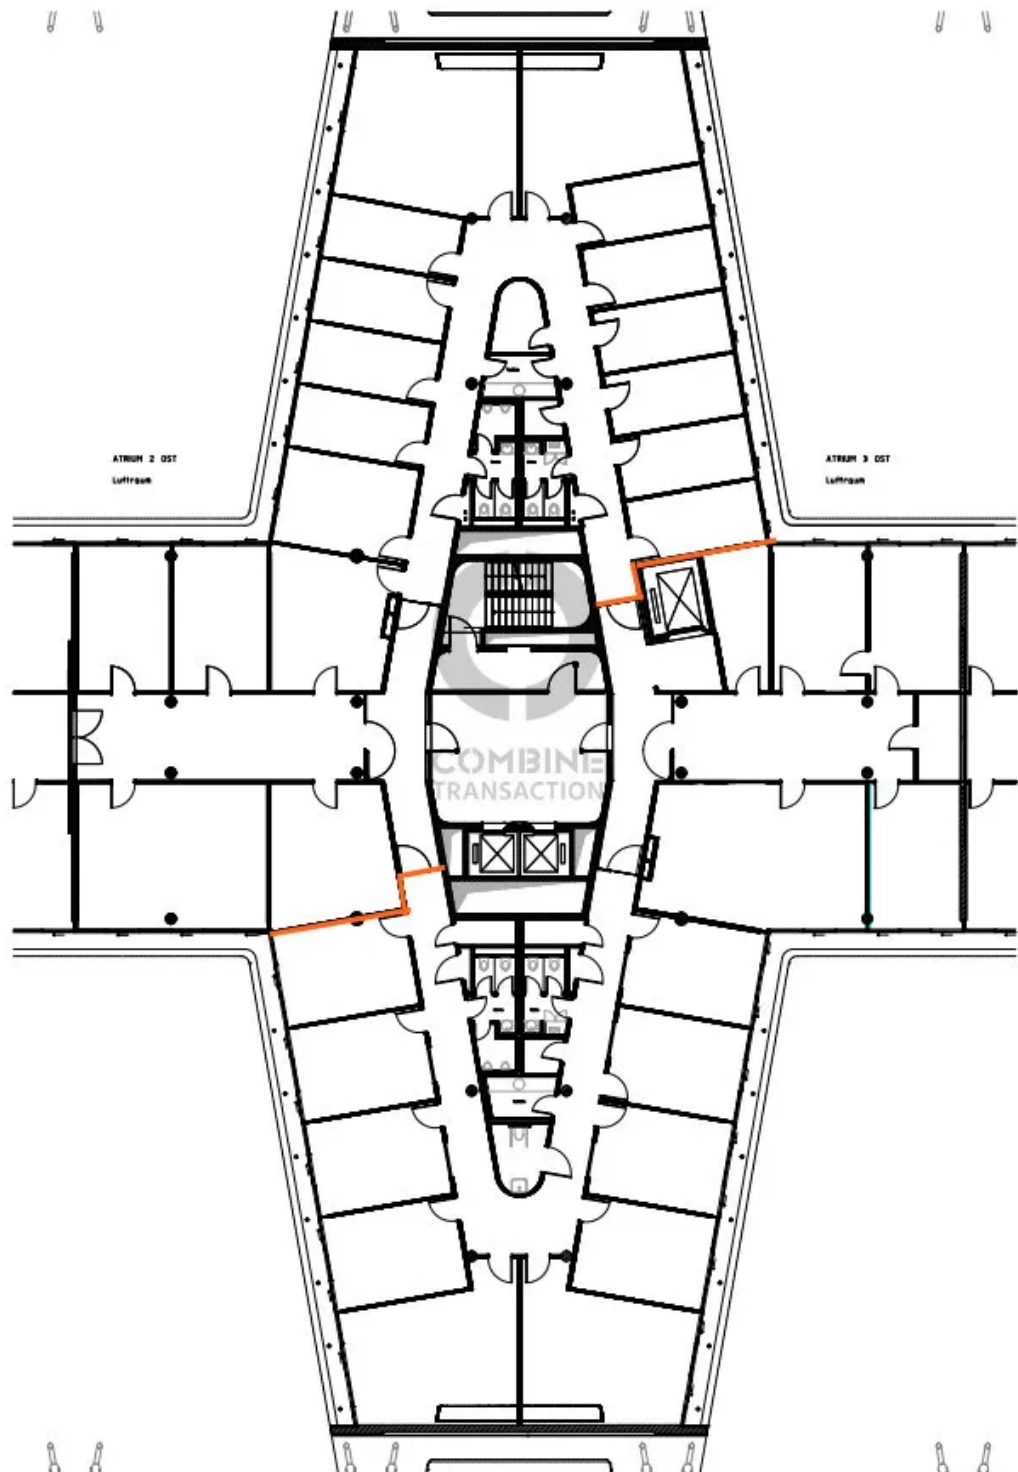 ATRIUM 2 OST
Luftraum
ATRIUM 3 OST
Luftraum
COMBINE
TRANSACTION